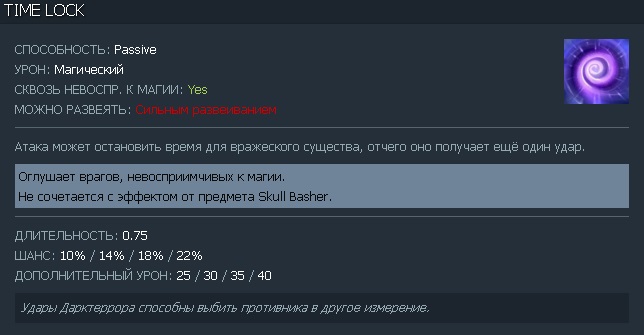 TIME LOCK
СПОСОБНОСТЬ: Passive
УРОН: Магический
СКВОЗЬ НЕВОСПР. К МАГИИ: Yes
МОЖНО РАЗВЕЯТЬ: Сильным развеиванием
Атака может остановить время для вражеского существа, отчего оно получает ещё один удар.
Оглушает врагов, невосприимчивых к магии.
Не сочетается с эффектом от предмета Skull Basher.
ДЛИТЕЛЬНОСТЬ: 0.75
ШАНС: 10% / 14% / 18% / 22%
ДОПОЛНИТЕЛЬНЫЙ УРОН: 25 / 30 / 35 / 40
Удары Дарктеррора способны выбить противника в другое измерение.